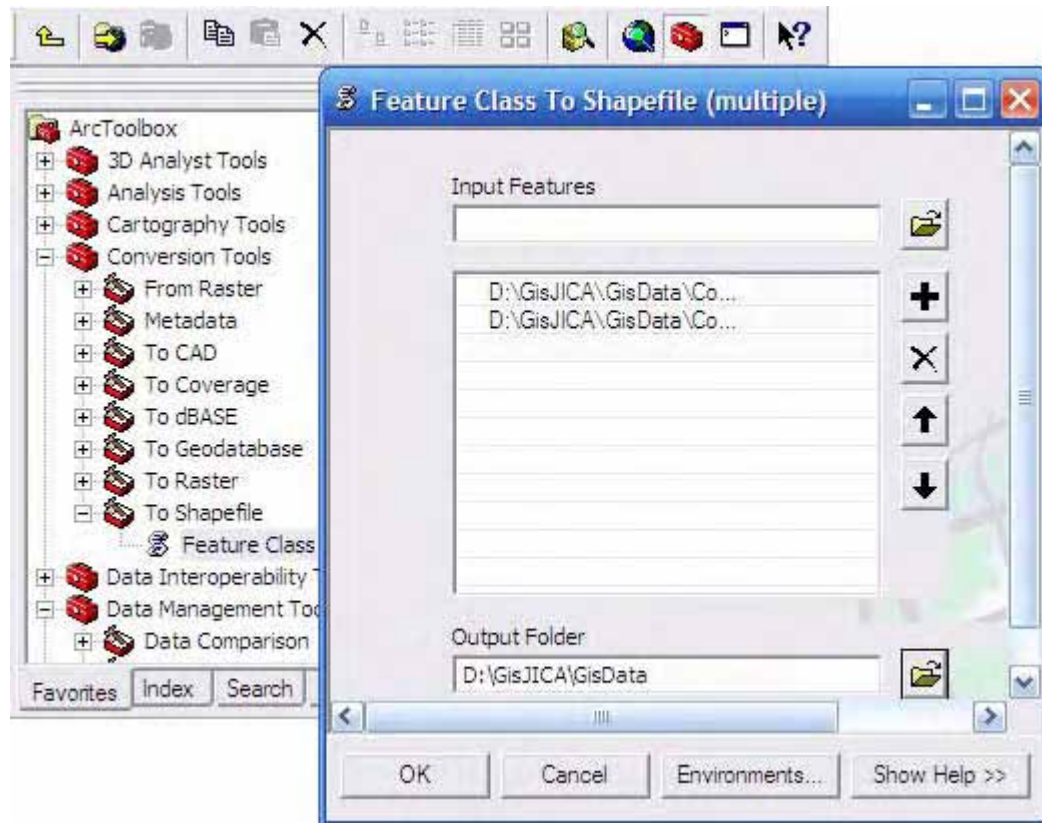 Feature Class To Shapefile (multiple)
ArcToolbox
3D Analyst Tools
Analysis Tools
Cartography Tools
Conversion Tools
From Raster
Metadata
To CAD
To Coverage
To dBASE
To Geodatabase
To Raster
To Shapefile
Feature Class
Data Interoperability T
Data Management Too
Data Comparison
Favorites
Index
Search
Input Features
D:\GisJICA\GisData\Co...
D:\GisJICA\GisData\Co...
Output Folder
D:\GisJICA\GisData
OK
Cancel
Environments...
Show Help >>